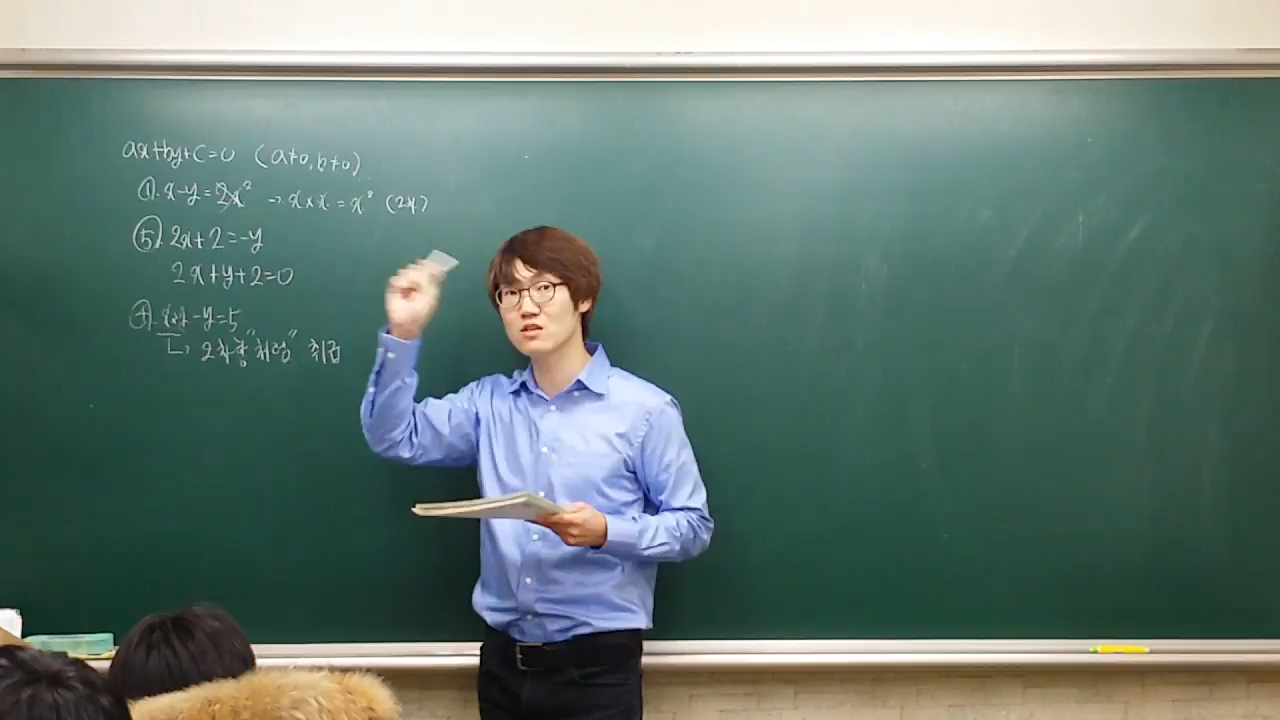 ax+by+c=0 (a≠0, b≠0)
①. x-y=2x² → x×x=x² (2차)
⑤. 2x+2=-y
2x+y+2=0
④. -y=5
↳ 2차항 "처럼" 취급